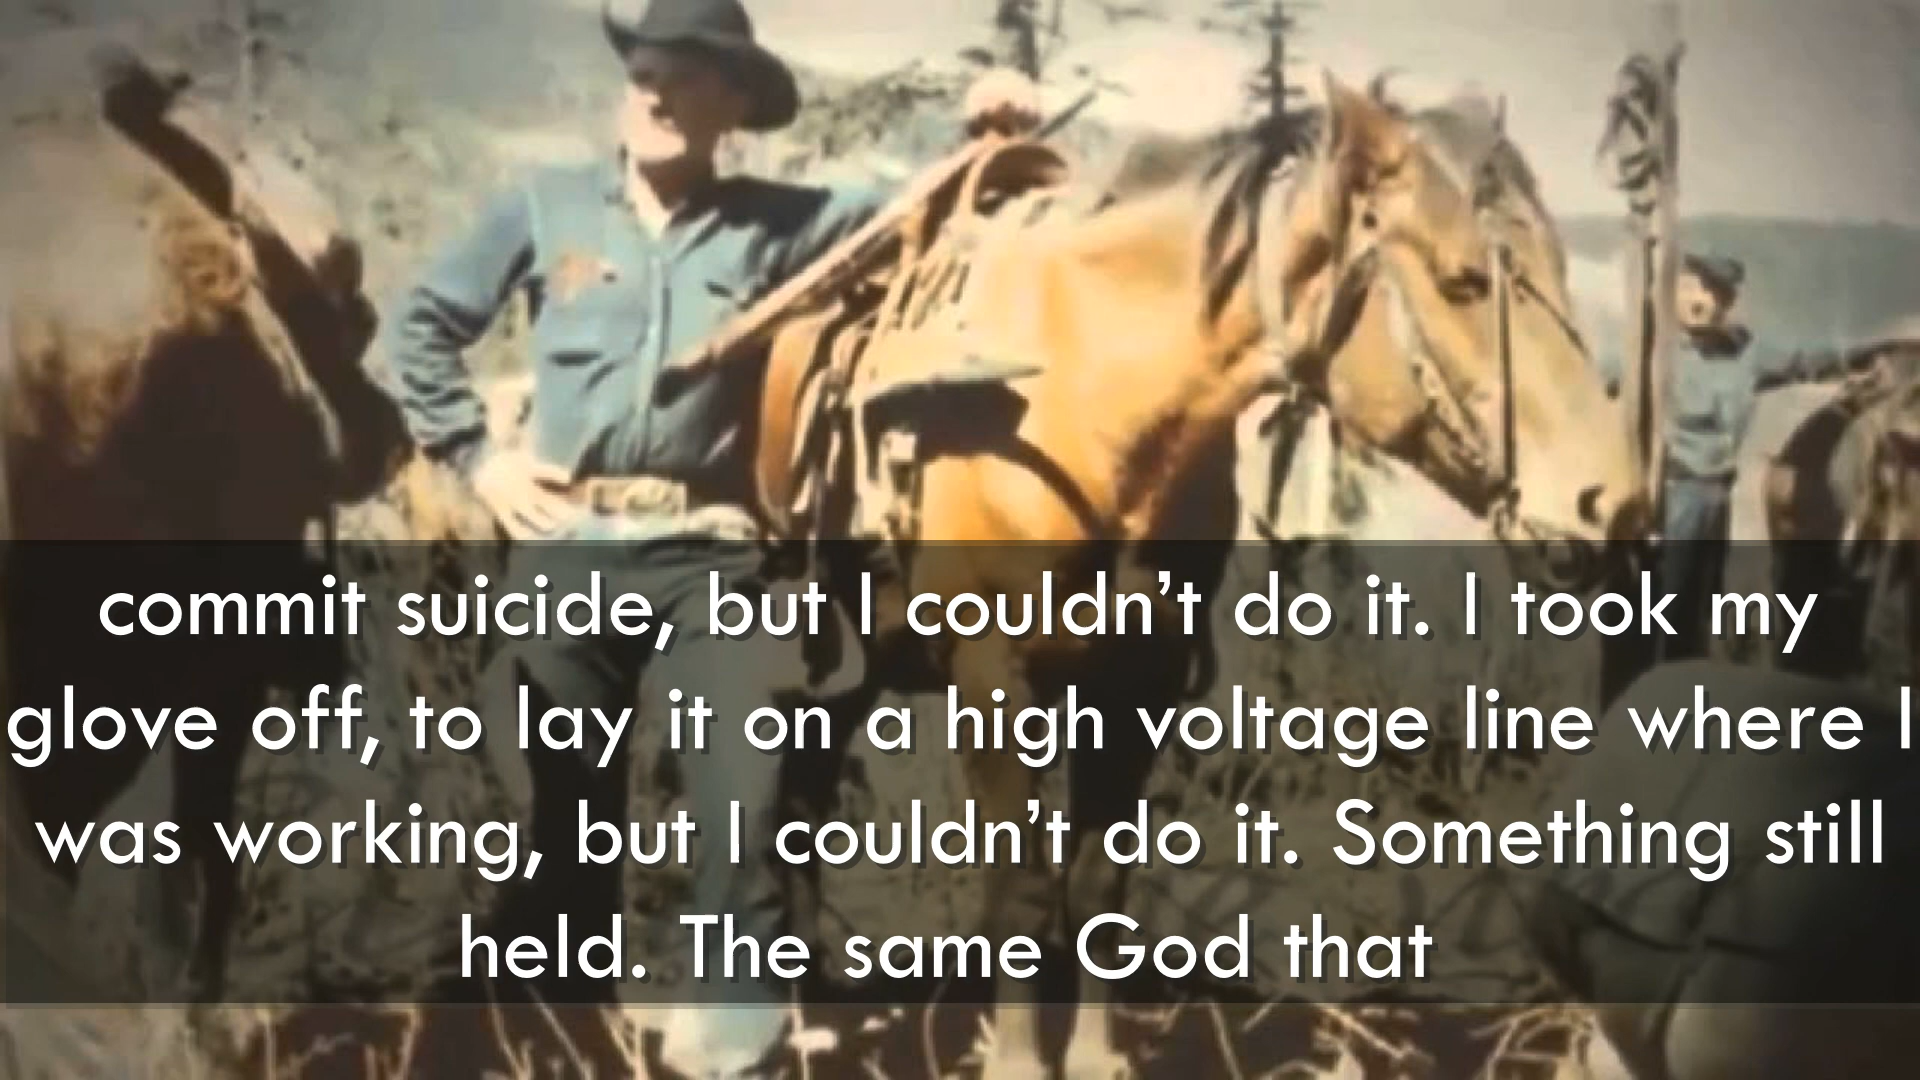 commit suicide, but I couldn’t do it. I took my
glove off, to lay it on a high voltage line where I
was working, but I couldn’t do it. Something still
held. The same God that